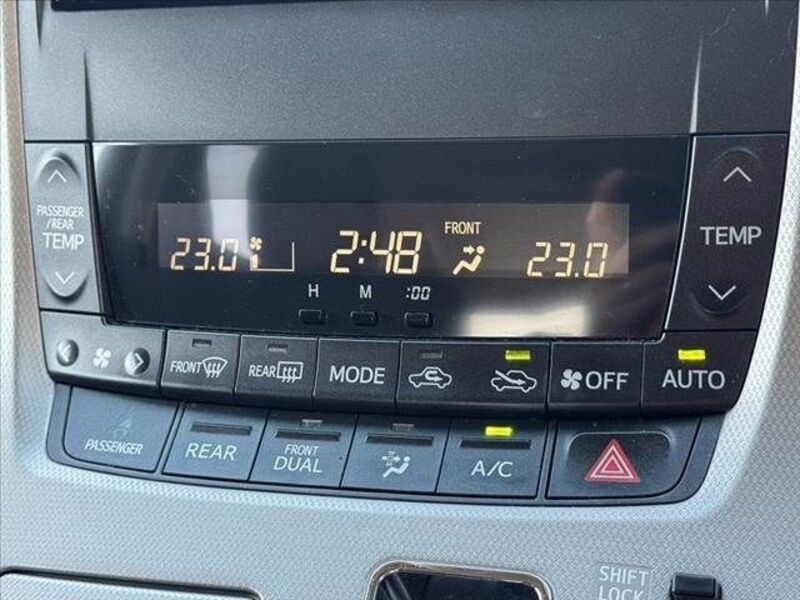 PASSENGER
/REAR
TEMP
23.0
2:48
FRONT
23.0
TEMP
H M :00
FRONT
REAR
MODE
OFF
AUTO
PASSENGER
REAR
FRONT
DUAL
A/C
SHIFT
LOCK